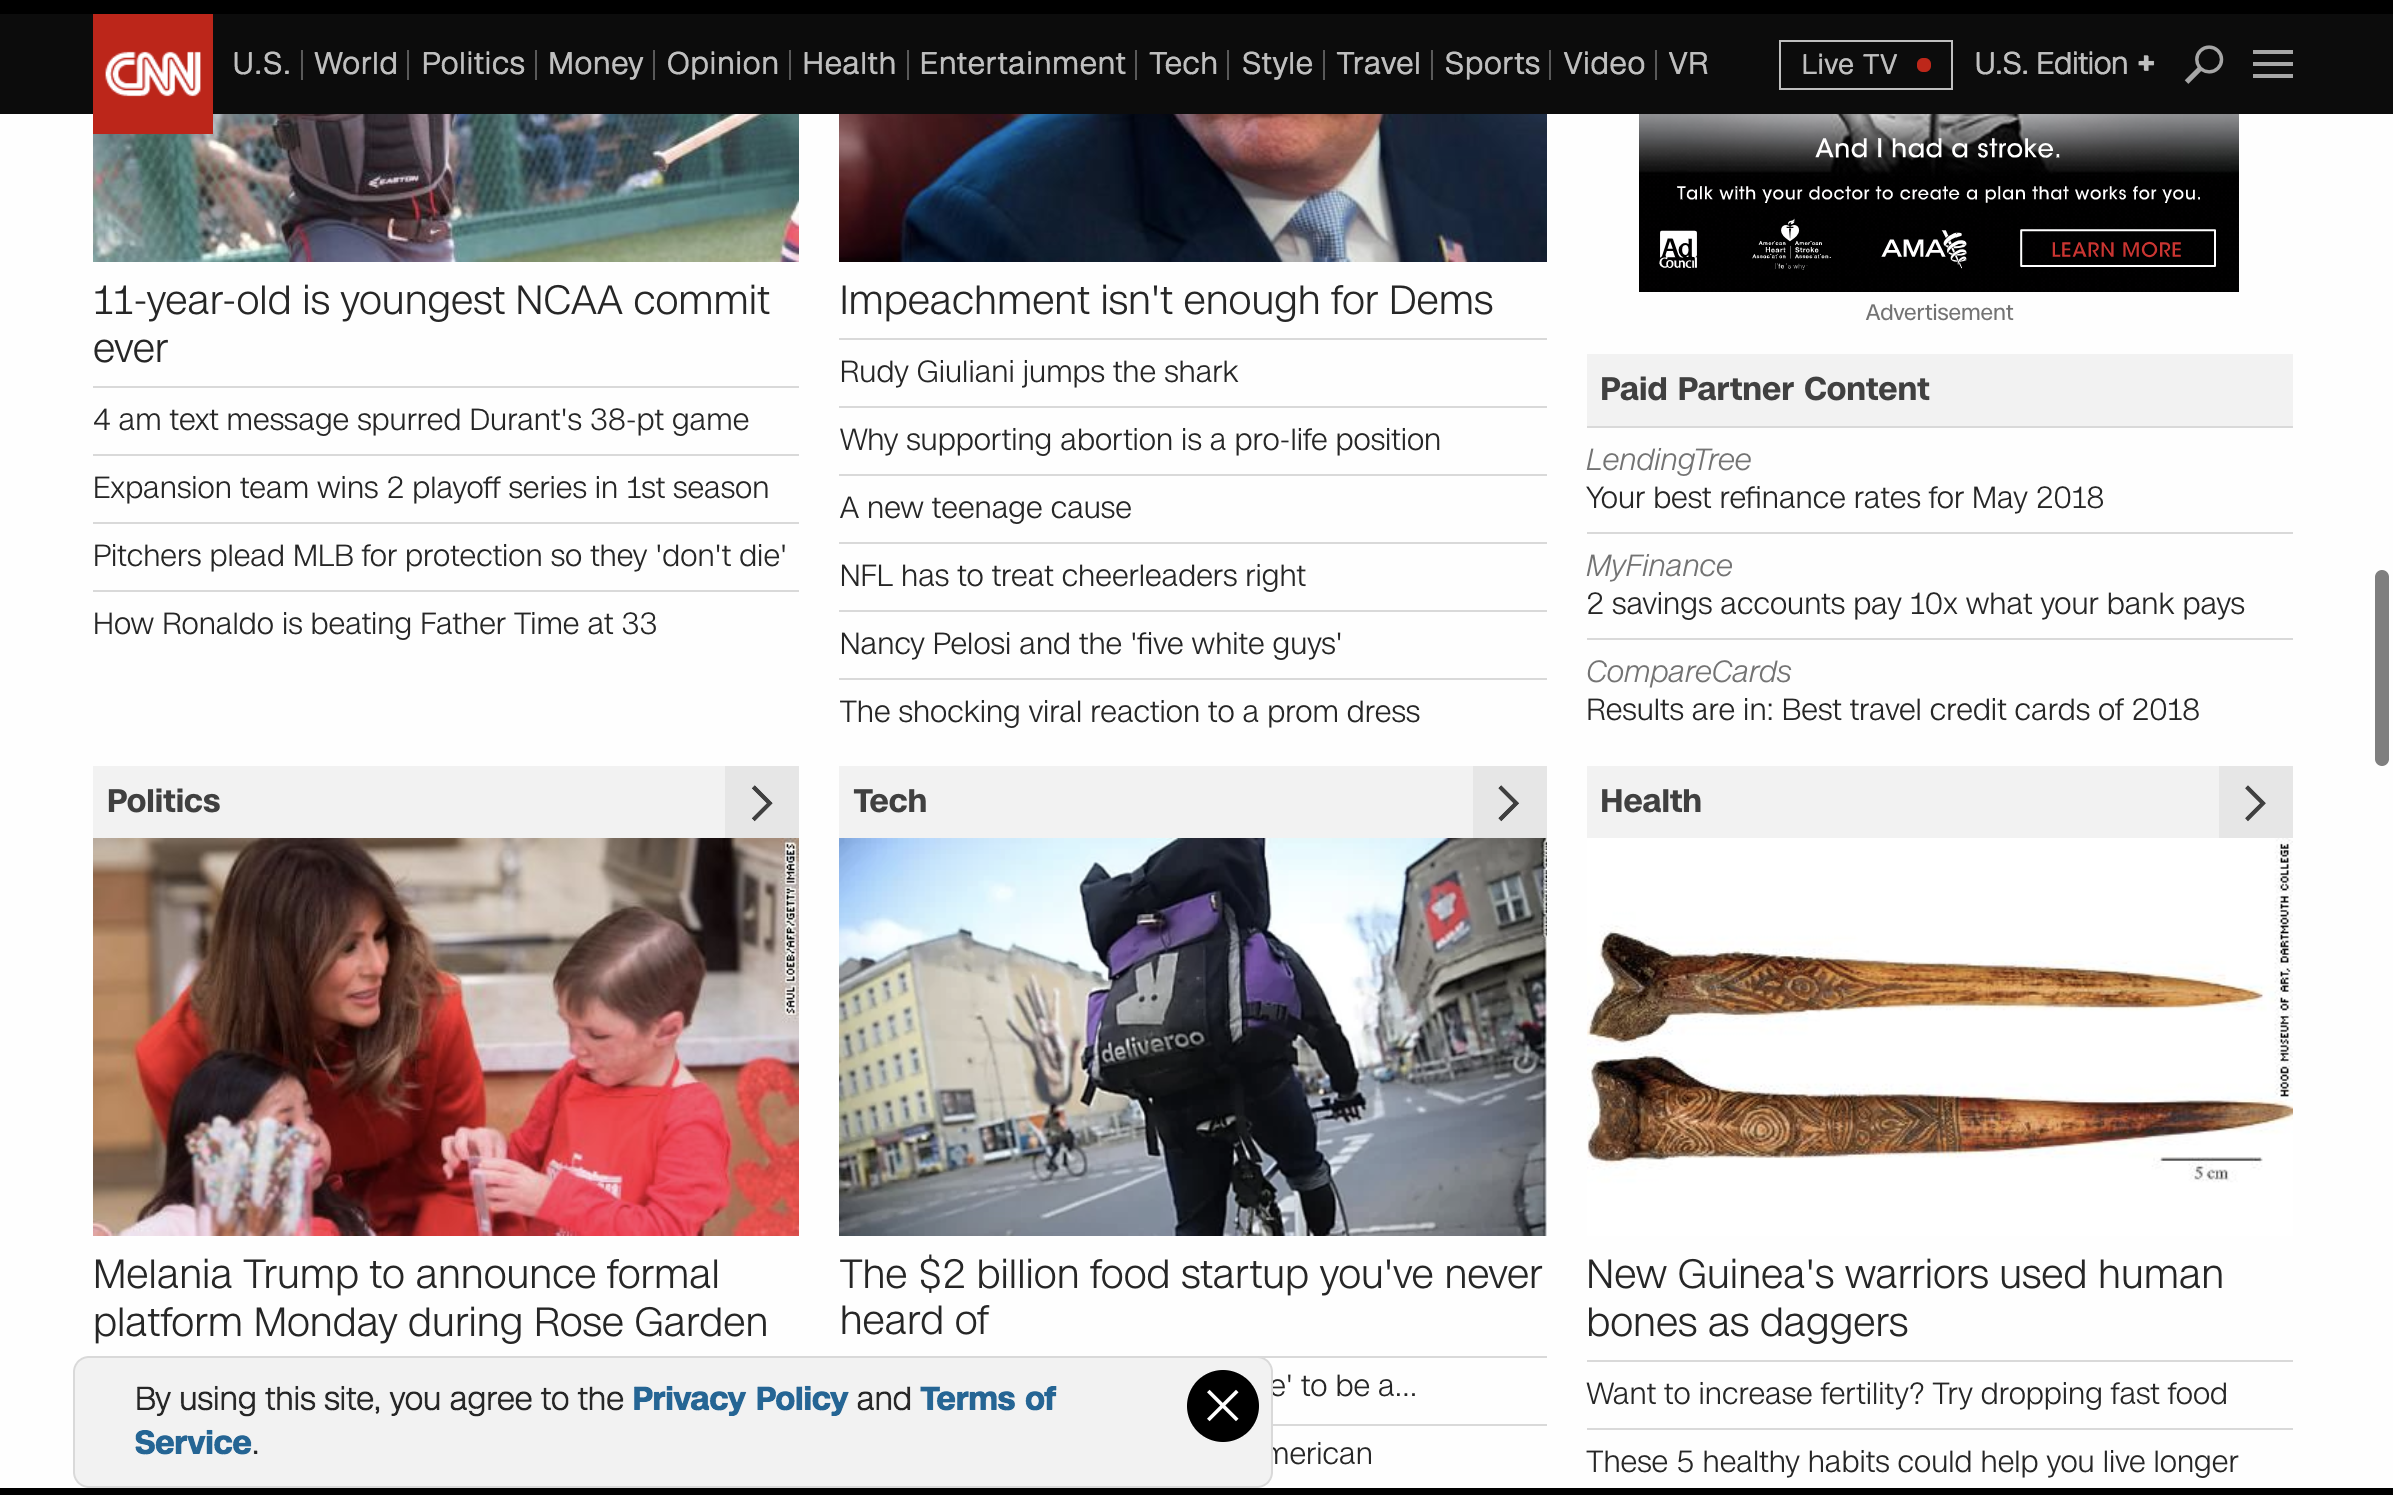 CNN
U.S.
World
Politics
Money
Opinion
Health
Entertainment
Tech
Style
Travel
Sports
Video
VR
Live TV
U.S. Edition +
EASTON
11-year-old is youngest NCAA commit
ever
4 am text message spurred Durant's 38-pt game
Expansion team wins 2 playoff series in 1st season
Pitchers plead MLB for protection so they 'don't die'
How Ronaldo is beating Father Time at 33
Impeachment isn't enough for Dems
Rudy Giuliani jumps the shark
Why supporting abortion is a pro-life position
A new teenage cause
NFL has to treat cheerleaders right
Nancy Pelosi and the 'five white guys'
The shocking viral reaction to a prom dress
And I had a stroke.
Talk with your doctor to create a plan that works for you.
Ad
Council
American American
Heart Stroke
Association Association
life is why
AMA
LEARN MORE
Advertisement
Paid Partner Content
LendingTree
Your best refinance rates for May 2018
MyFinance
2 savings accounts pay 10x what your bank pays
CompareCards
Results are in: Best travel credit cards of 2018
Politics
SAUL LOEB/AFP/GETTY IMAGES
Melania Trump to announce formal
platform Monday during Rose Garden
Tech
deliveroo
The $2 billion food startup you've never
heard of
e' to be a...
merican
Health
HOOD MUSEUM OF ART, DARTMOUTH COLLEGE
5 cm
New Guinea's warriors used human
bones as daggers
Want to increase fertility? Try dropping fast food
These 5 healthy habits could help you live longer
By using this site, you agree to the Privacy Policy and Terms of
Service.